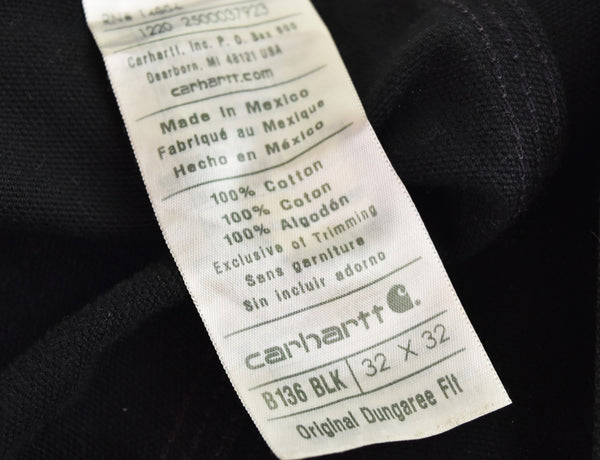 1220 2500037923
Carhartt, Inc. P. O. Box
Dearborn, MI 48121 USA
carhartt.com
Made in Mexico
Fabriqué au Mexique
Hecho en México
100% Cotton
100% Coton
100% Algodón
Exclusive of Trimming
Sans garniture
Sin incluir adorno
carhartt
B136 BLK 32 X 32
Original Dungaree Fit